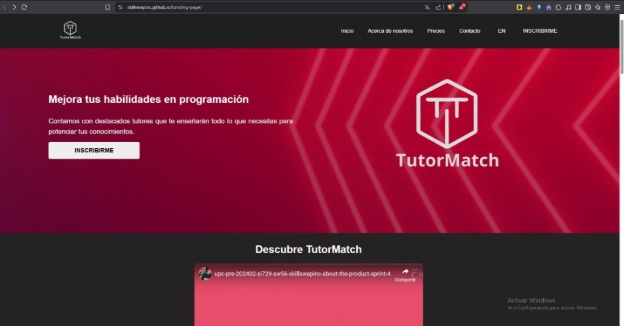 skillswapinc.github.io/Landing-page/
TutorMatch
Inicio Acerca de nosotros Precios Contacto EN INSCRIBIRME
Mejora tus habilidades en programación
Contamos con destacados tutores que te enseñarán todo lo que necesitas para
potenciar tus conocimientos.
INSCRIBIRME
TutorMatch
Descubre TutorMatch
upc-pre-202402-si729-sw56-skillswapinc-about-the-product-sprint-4
Compartir
Activar Windows
Ve a Configuración para activar Windows.